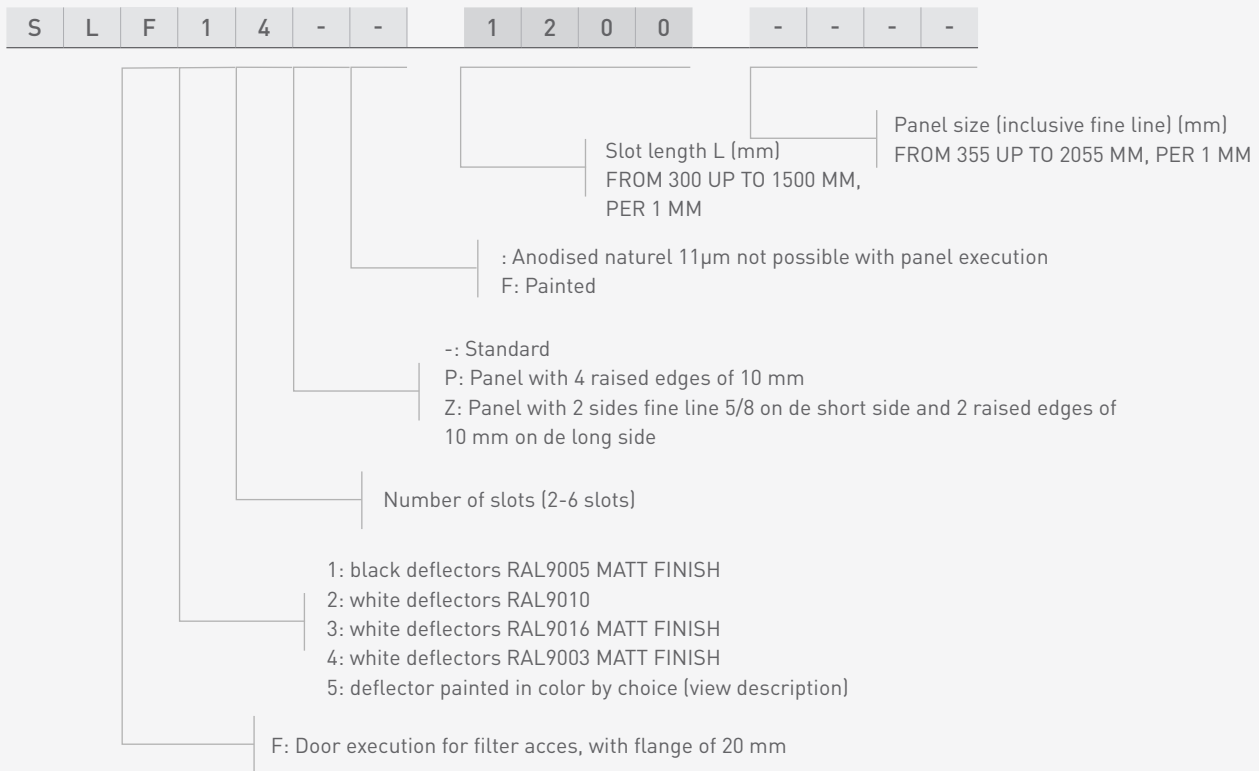 S L F 1 4 - - 1 2 0 0 - - - -
Panel size (inclusive fine line) (mm)
FROM 355 UP TO 2055 MM, PER 1 MM
Slot length L (mm)
FROM 300 UP TO 1500 MM,
PER 1 MM
: Anodised naturel 11µm not possible with panel execution
F: Painted
-: Standard
P: Panel with 4 raised edges of 10 mm
Z: Panel with 2 sides fine line 5/8 on de short side and 2 raised edges of
10 mm on de long side
Number of slots (2-6 slots)
1: black deflectors RAL9005 MATT FINISH
2: white deflectors RAL9010
3: white deflectors RAL9016 MATT FINISH
4: white deflectors RAL9003 MATT FINISH
5: deflector painted in color by choice (view description)
F: Door execution for filter acces, with flange of 20 mm